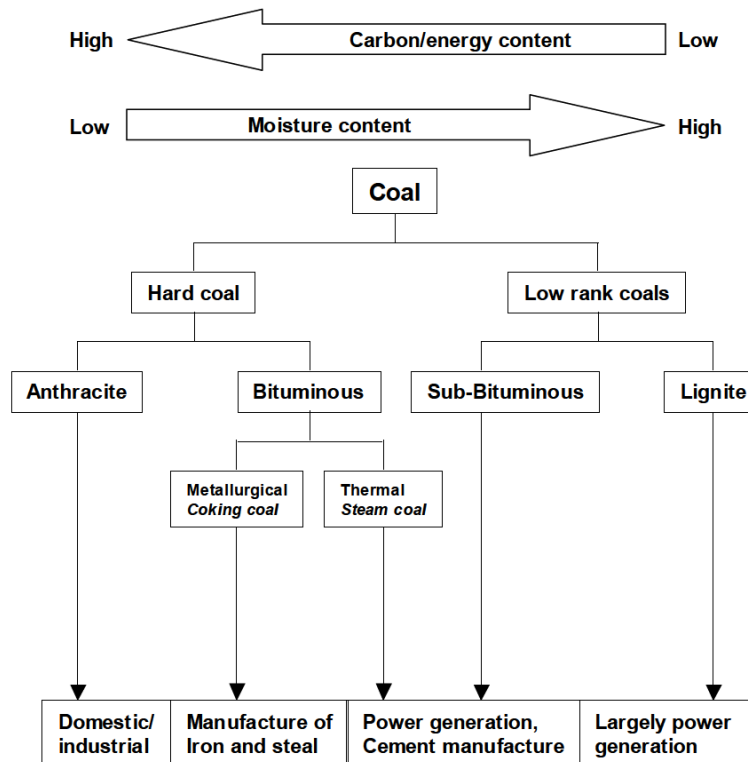 High Carbon/energy content Low
Low Moisture content High
Coal
Hard coal Low rank coals
Anthracite Bituminous Sub-Bituminous Lignite
Metallurgical Thermal
Coking coal Steam coal
Domestic/ Manufacture of Power generation, Largely power
industrial Iron and steal Cement manufacture generation